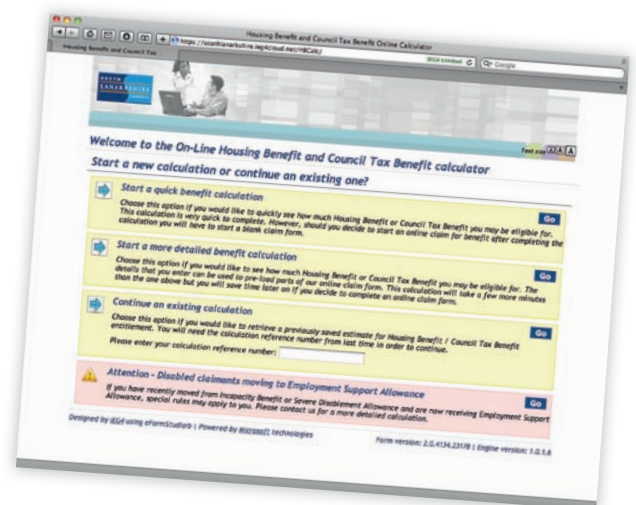 Housing Benefit and Council Tax Benefit Online Calculator
https://southlanarkshire.ieg4cloud.net/HBCalc/
IEG4 Limited
Google
Housing Benefit and Council Tax
SOUTH
LANARKSHIRE
COUNCIL
Text size A A A
Welcome to the On-Line Housing Benefit and Council Tax Benefit calculator
Start a new calculation or continue an existing one?
Start a quick benefit calculation
Go
Choose this option if you would like to quickly see how much Housing Benefit or Council Tax Benefit you may be eligible for.
This calculation is very quick to complete. However, should you decide to start an online claim for benefit after completing the
calculation you will have to start a blank claim form.
Start a more detailed benefit calculation
Go
Choose this option if you would like to see how much Housing Benefit or Council Tax Benefit you may be eligible for. The
details that you enter can be used to pre-load parts of our online claim form. This calculation will take a few more minutes
than the above but you will save time later on if you decide to complete an online claim form.
Continue an existing calculation
Go
Choose this option if you would like to retrieve a previously saved estimate for Housing Benefit / Council Tax Benefit
entitlement. You will need the calculation reference number from last time in order to continue.
Please enter your calculation reference number:
Attention - Disabled claimants moving to Employment Support Allowance
Go
If you have recently moved from Incapacity Benefit or Severe Disablement Allowance and are now receiving Employment Support
Allowance, special rules may apply to you. Please contact us for a more detailed calculation.
Designed by IEG4 using eFormStudio® | Powered by Microsoft technologies
Form version: 2.0.4134.23178 | Engine version: 1.0.1.8